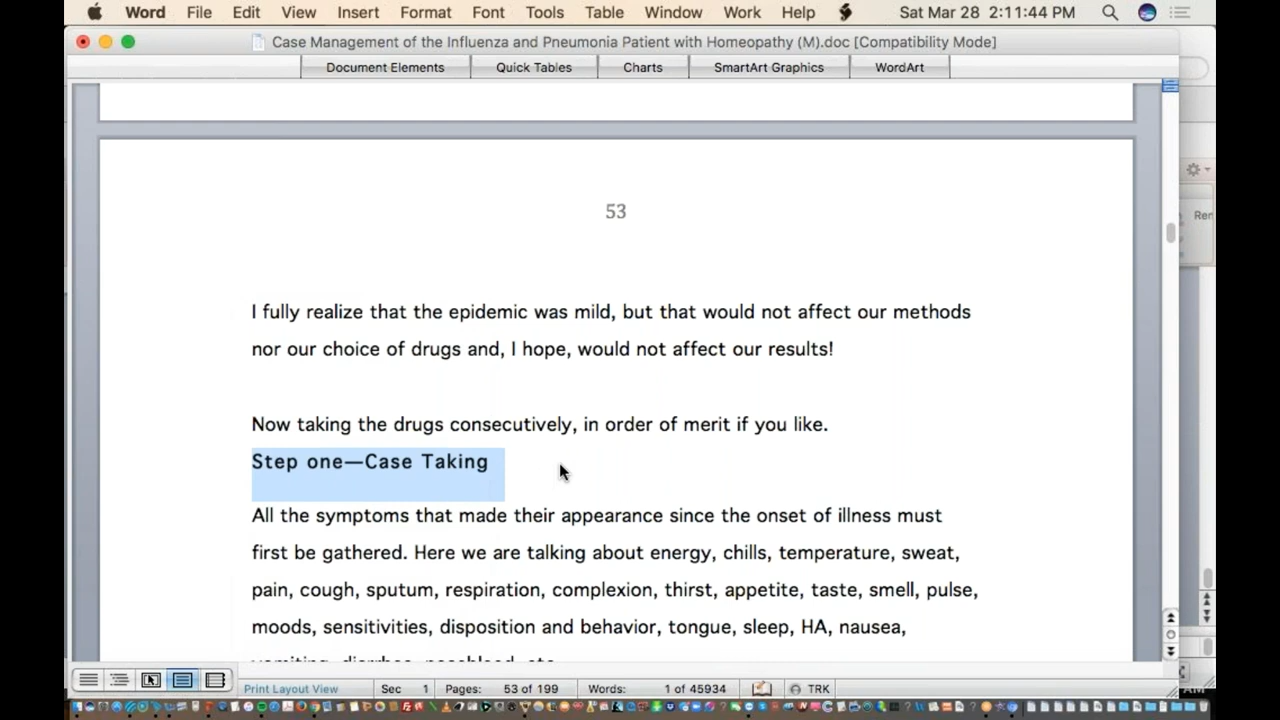 Word File Edit View Insert Format Font Tools Table Window Work Help Sat Mar 28 2:11:44 PM
Case Management of the Influenza and Pneumonia Patient with Homeopathy (M).doc [Compatibility Mode]
Document Elements Quick Tables Charts SmartArt Graphics WordArt
53
Ren
I fully realize that the epidemic was mild, but that would not affect our methods
nor our choice of drugs and, I hope, would not affect our results!
Now taking the drugs consecutively, in order of merit if you like.
Step one—Case Taking
All the symptoms that made their appearance since the onset of illness must
first be gathered. Here we are talking about energy, chills, temperature, sweat,
pain, cough, sputum, respiration, complexion, thirst, appetite, taste, smell, pulse,
moods, sensitivities, disposition and behavior, tongue, sleep, HA, nausea,
vomiting, diarrhea, nosebleed, etc.
Print Layout View Sec 1 Pages: 53 of 199 Words: 1 of 45934 TRK
AM